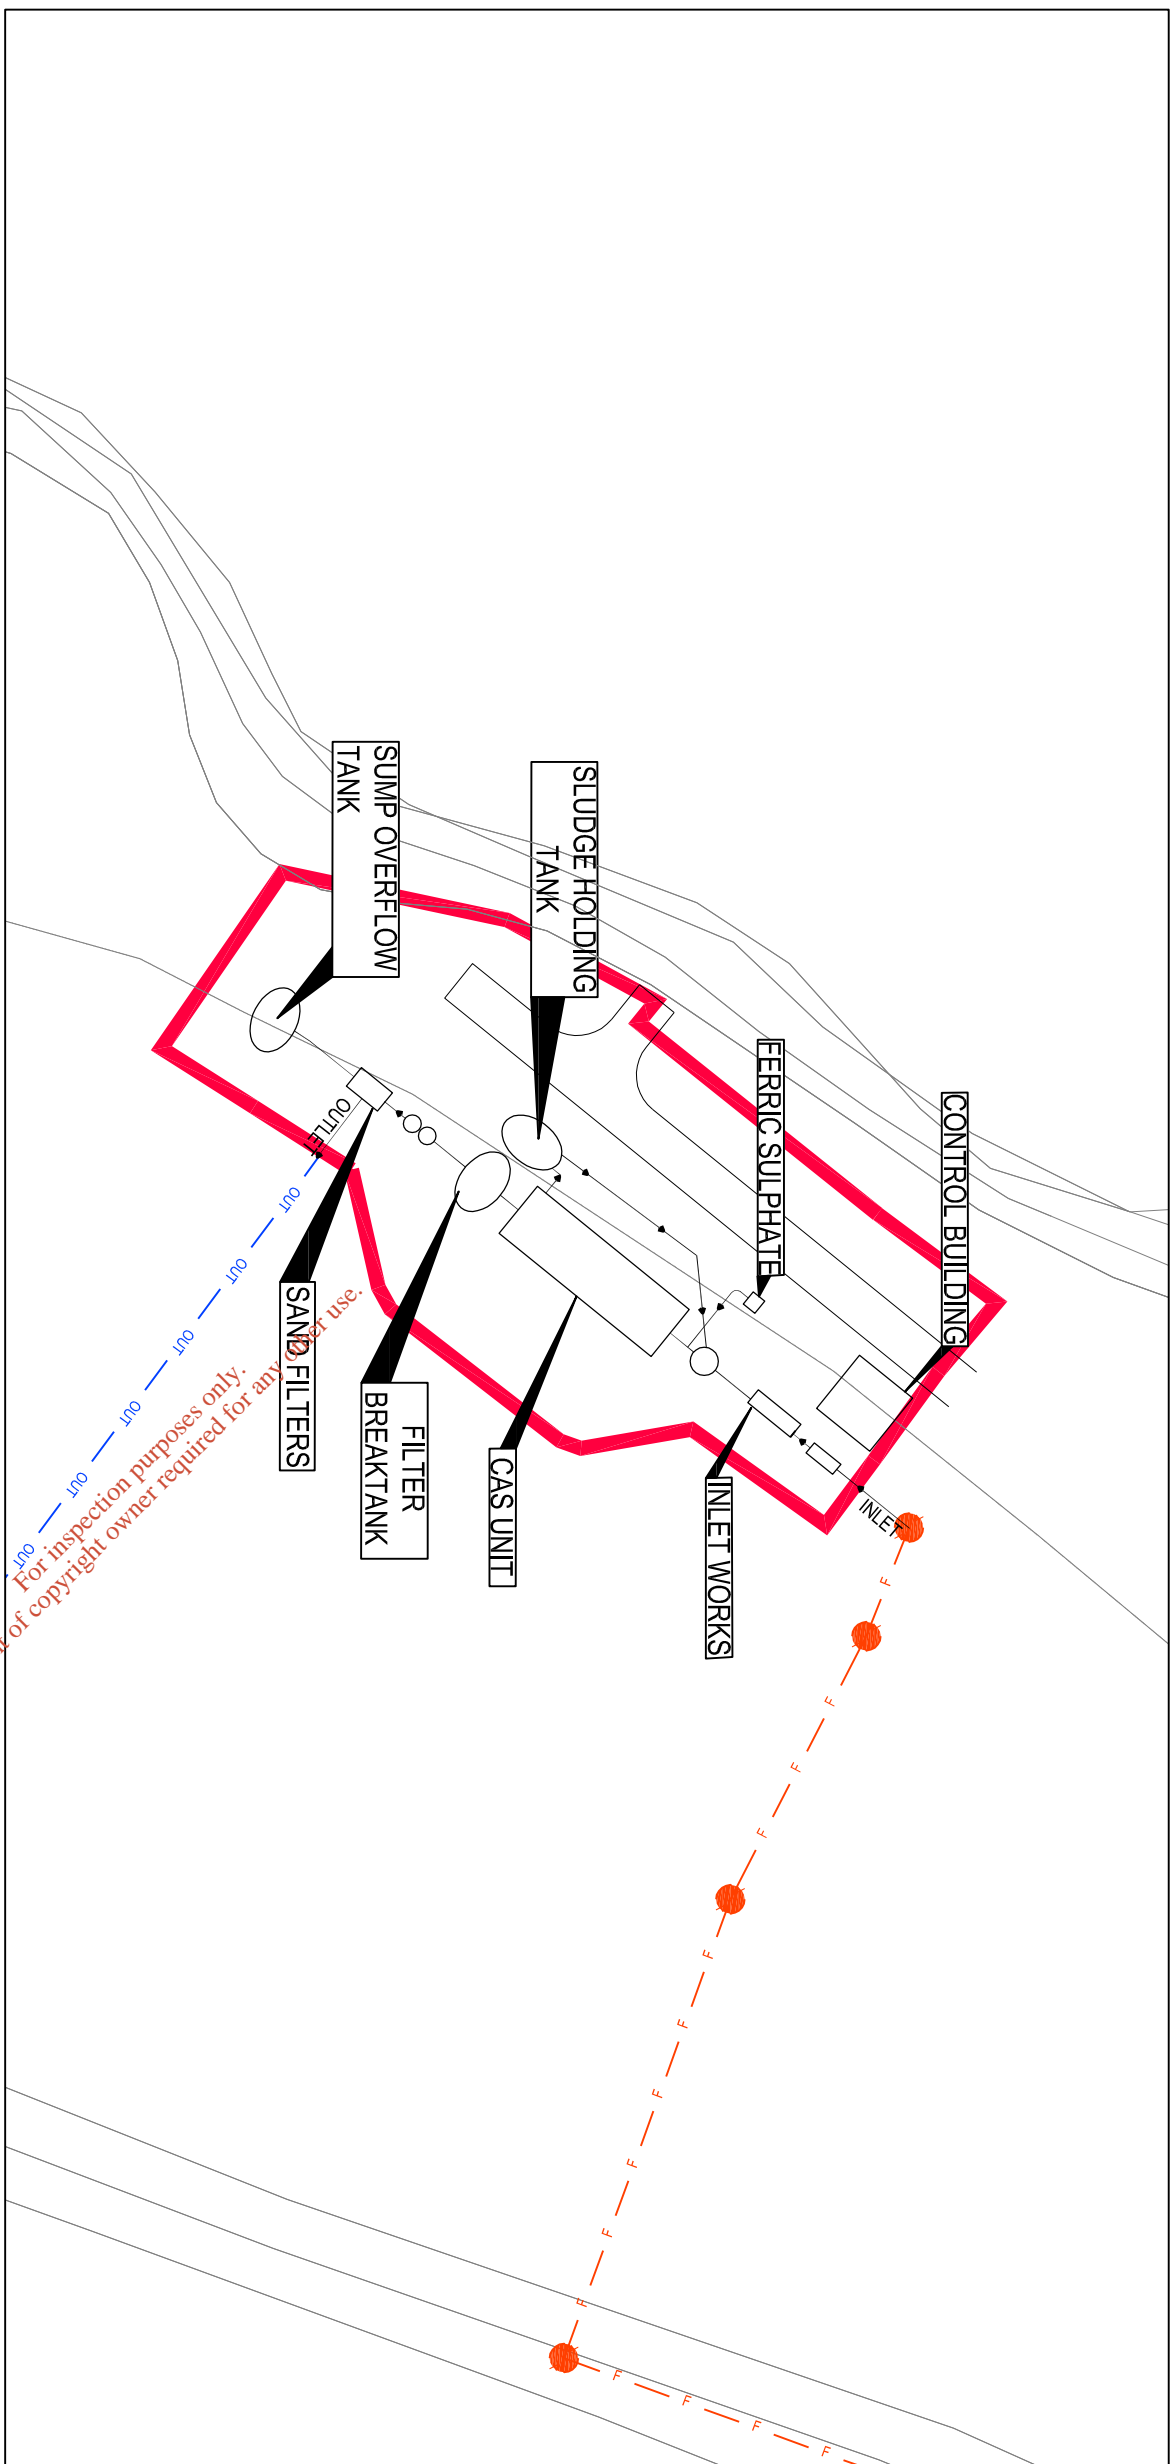 SUMP OVERFLOW
TANK
SLUDGE HOLDING
TANK
FERRIC SULPHATE
CONTROL BUILDING
OUTLET
SAND FILTERS
FILTER
BREAKTANK
CAS UNIT
INLET WORKS
INLET
OUT
OUT
OUT
OUT
OUT
OUT
For inspection purposes only.
of copyright owner required for any other use.
F
F
F
F
F
F
F
F
F
F
F
F
F
F